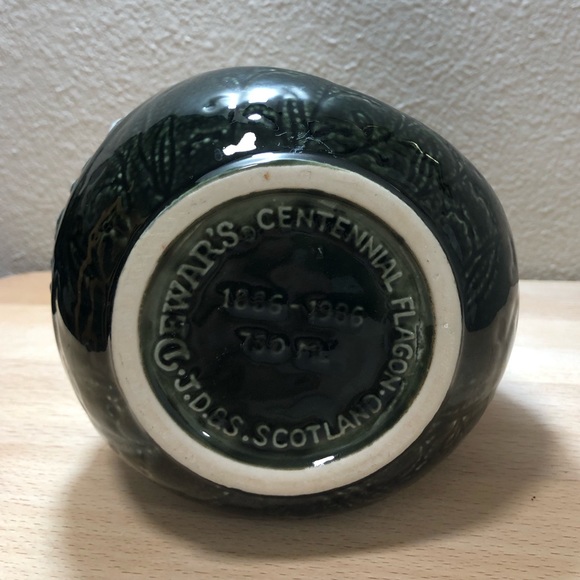 DEWAR'S. CENTENNIAL FLAGON.
J.D.&S. SCOTLAND.
1886-1986
750 ML